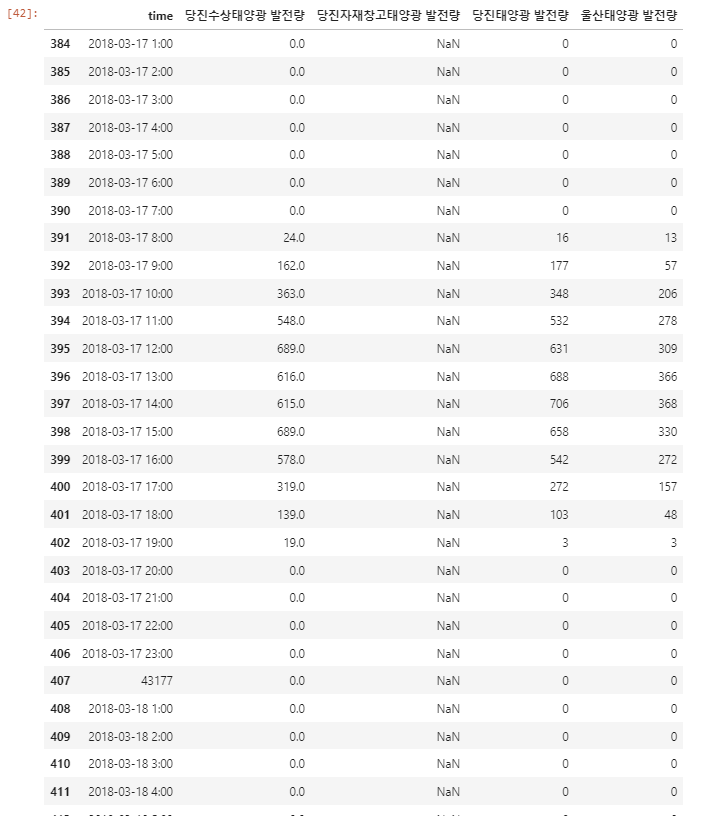 [42]:
time 당진수상태양광 발전량 당진자재창고태양광 발전량 당진태양광 발전량 울산태양광 발전량
384 2018-03-17 1:00 0.0 NaN 0 0
385 2018-03-17 2:00 0.0 NaN 0 0
386 2018-03-17 3:00 0.0 NaN 0 0
387 2018-03-17 4:00 0.0 NaN 0 0
388 2018-03-17 5:00 0.0 NaN 0 0
389 2018-03-17 6:00 0.0 NaN 0 0
390 2018-03-17 7:00 0.0 NaN 0 0
391 2018-03-17 8:00 24.0 NaN 16 13
392 2018-03-17 9:00 162.0 NaN 177 57
393 2018-03-17 10:00 363.0 NaN 348 206
394 2018-03-17 11:00 548.0 NaN 532 278
395 2018-03-17 12:00 689.0 NaN 631 309
396 2018-03-17 13:00 616.0 NaN 688 366
397 2018-03-17 14:00 615.0 NaN 706 368
398 2018-03-17 15:00 689.0 NaN 658 330
399 2018-03-17 16:00 578.0 NaN 542 272
400 2018-03-17 17:00 319.0 NaN 272 157
401 2018-03-17 18:00 139.0 NaN 103 48
402 2018-03-17 19:00 19.0 NaN 3 3
403 2018-03-17 20:00 0.0 NaN 0 0
404 2018-03-17 21:00 0.0 NaN 0 0
405 2018-03-17 22:00 0.0 NaN 0 0
406 2018-03-17 23:00 0.0 NaN 0 0
407 43177 0.0 NaN 0 0
408 2018-03-18 1:00 0.0 NaN 0 0
409 2018-03-18 2:00 0.0 NaN 0 0
410 2018-03-18 3:00 0.0 NaN 0 0
411 2018-03-18 4:00 0.0 NaN 0 0